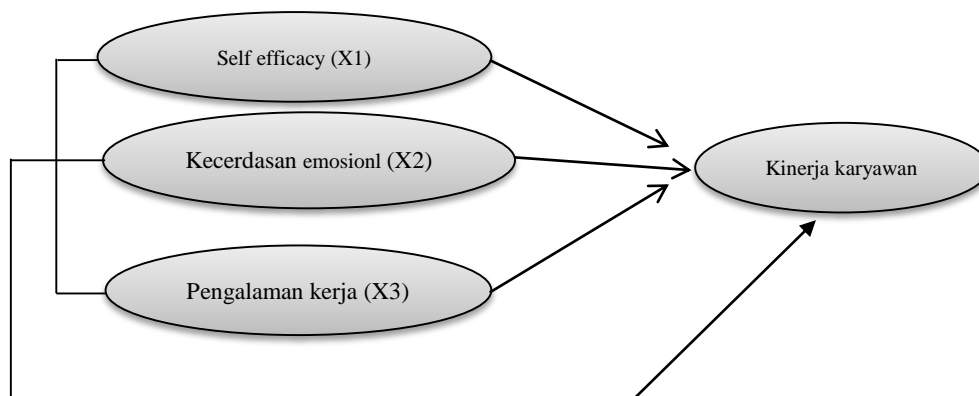 Self efficacy (X1)
Kecerdasan emosionl (X2)
Kinerja karyawan
Pengalaman kerja (X3)